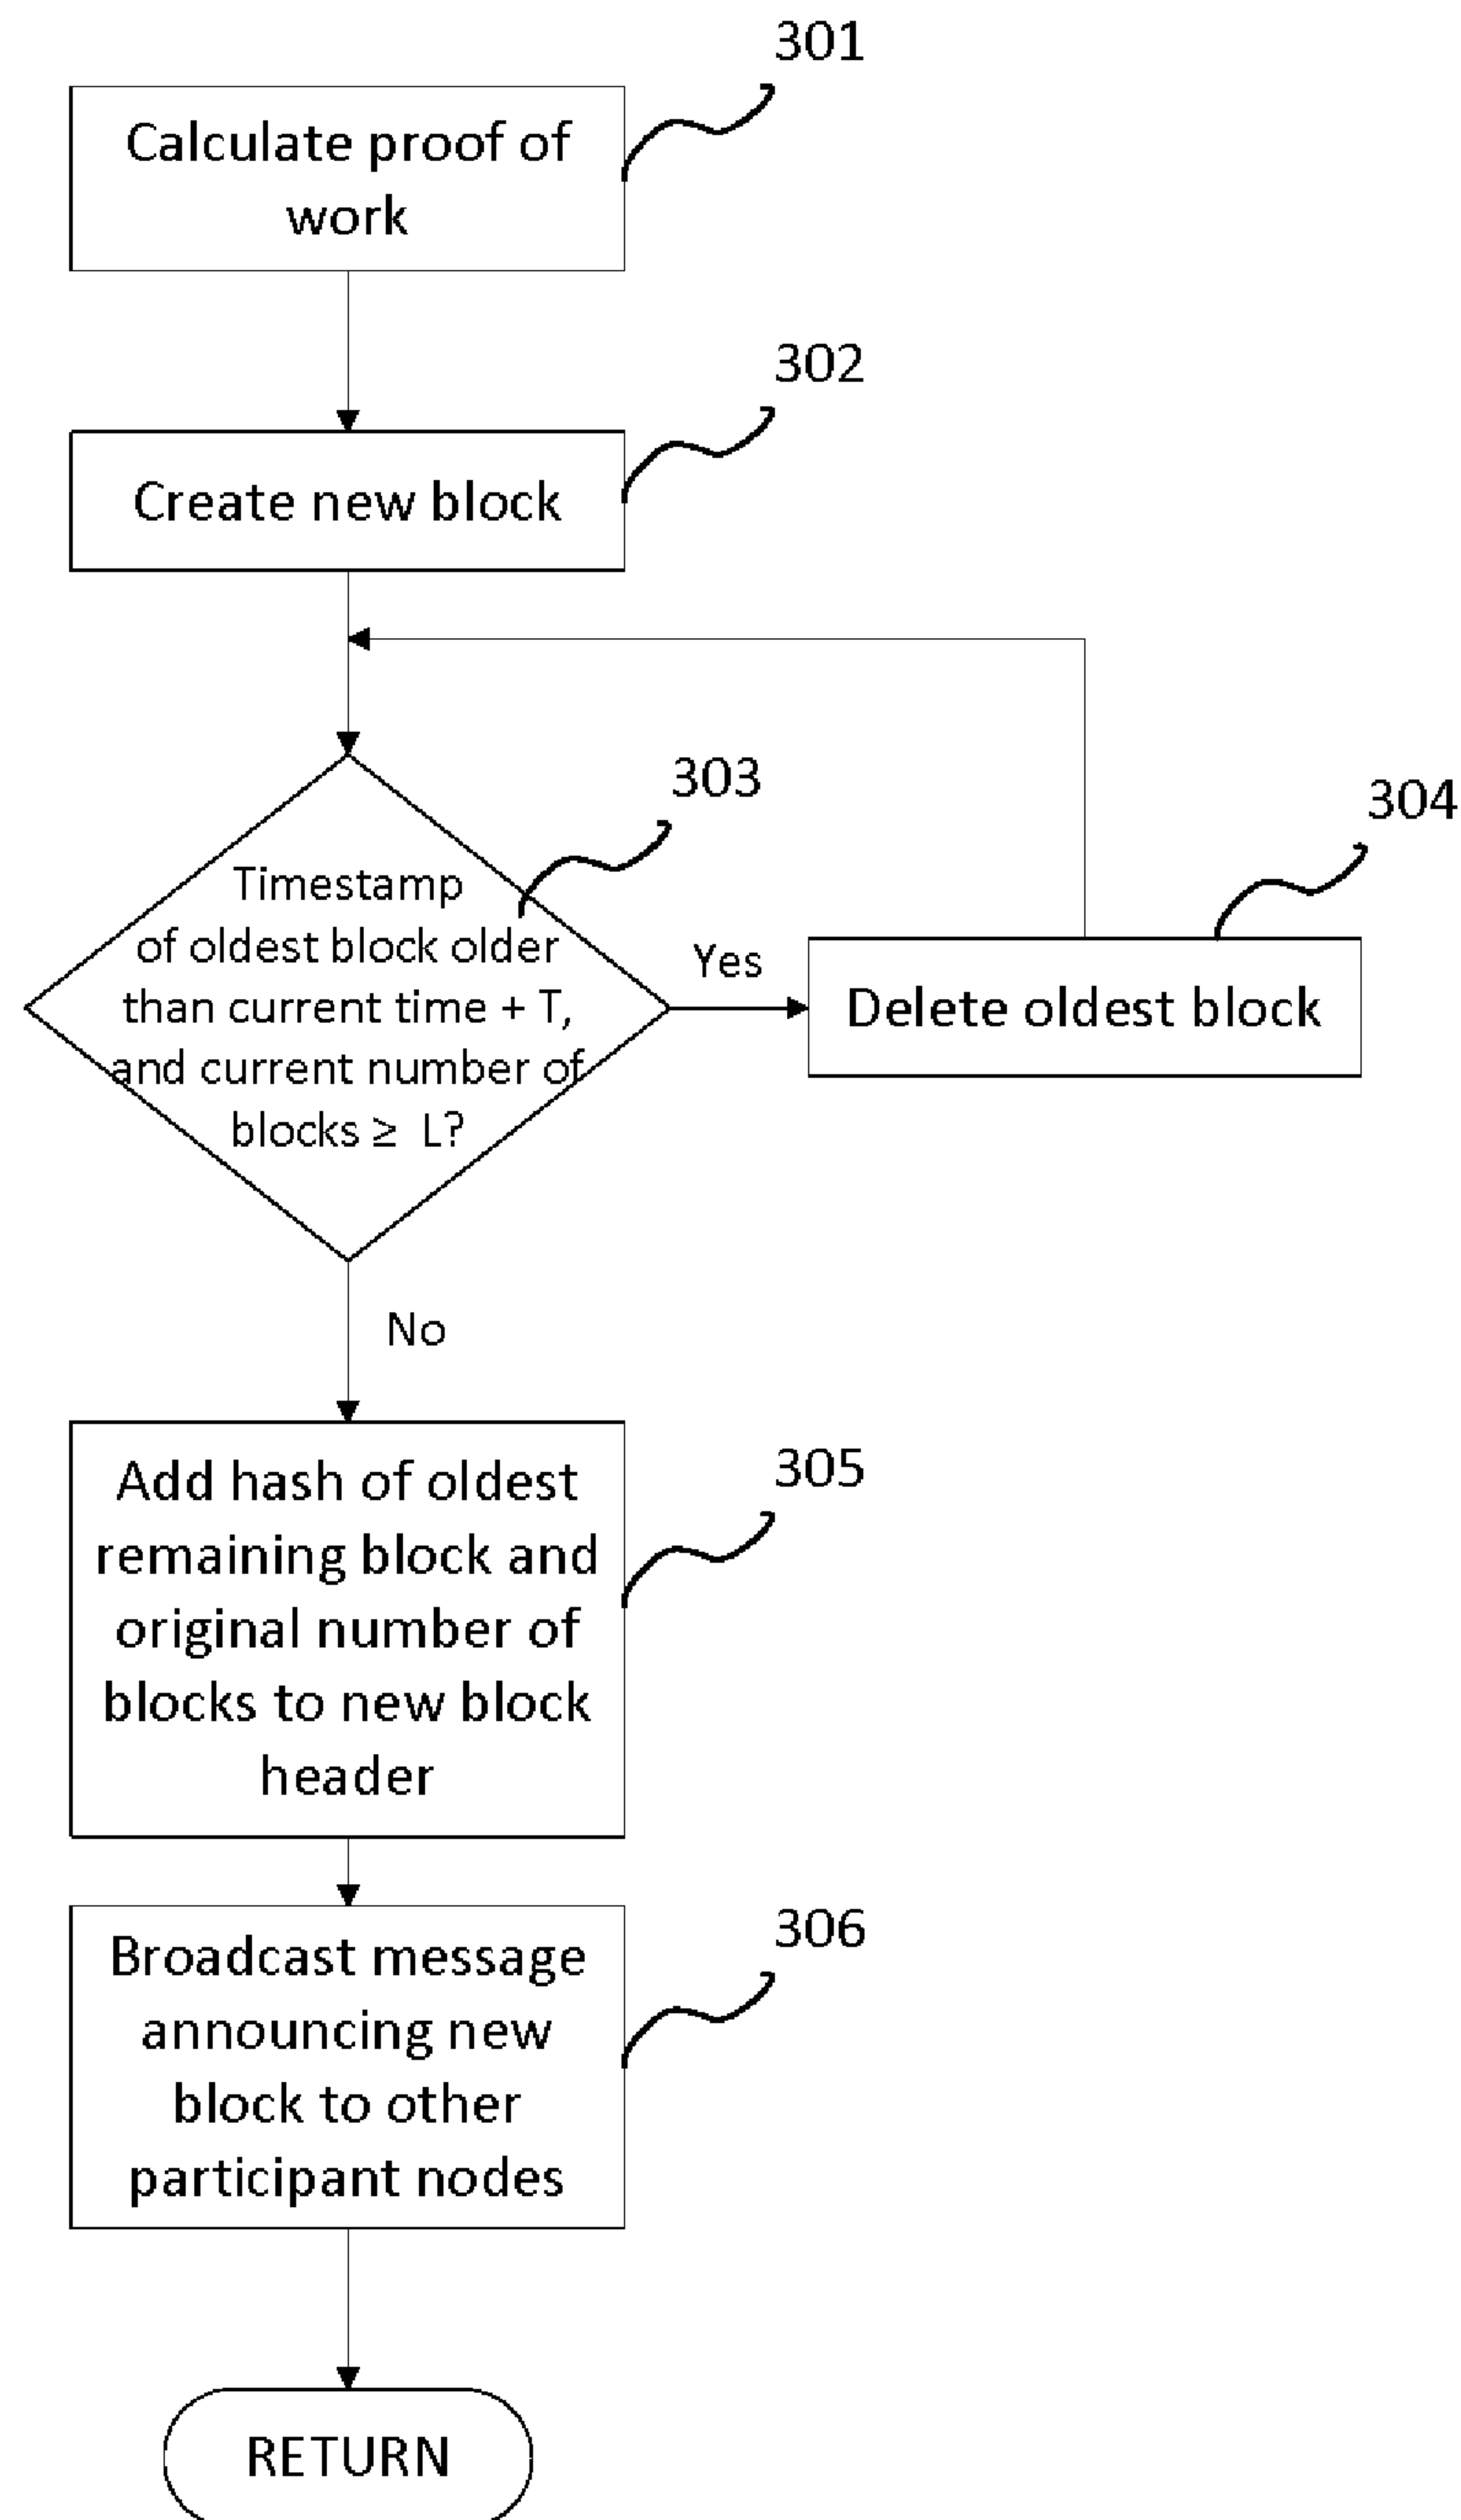 301
Calculate proof of
work
302
Create new block
303
304
Timestamp
of oldest block older
than current time + T,
and current number of
blocks ≥ L?
Yes
Delete oldest block
No
305
Add hash of oldest
remaining block and
original number of
blocks to new block
header
306
Broadcast message
announcing new
block to other
participant nodes
RETURN